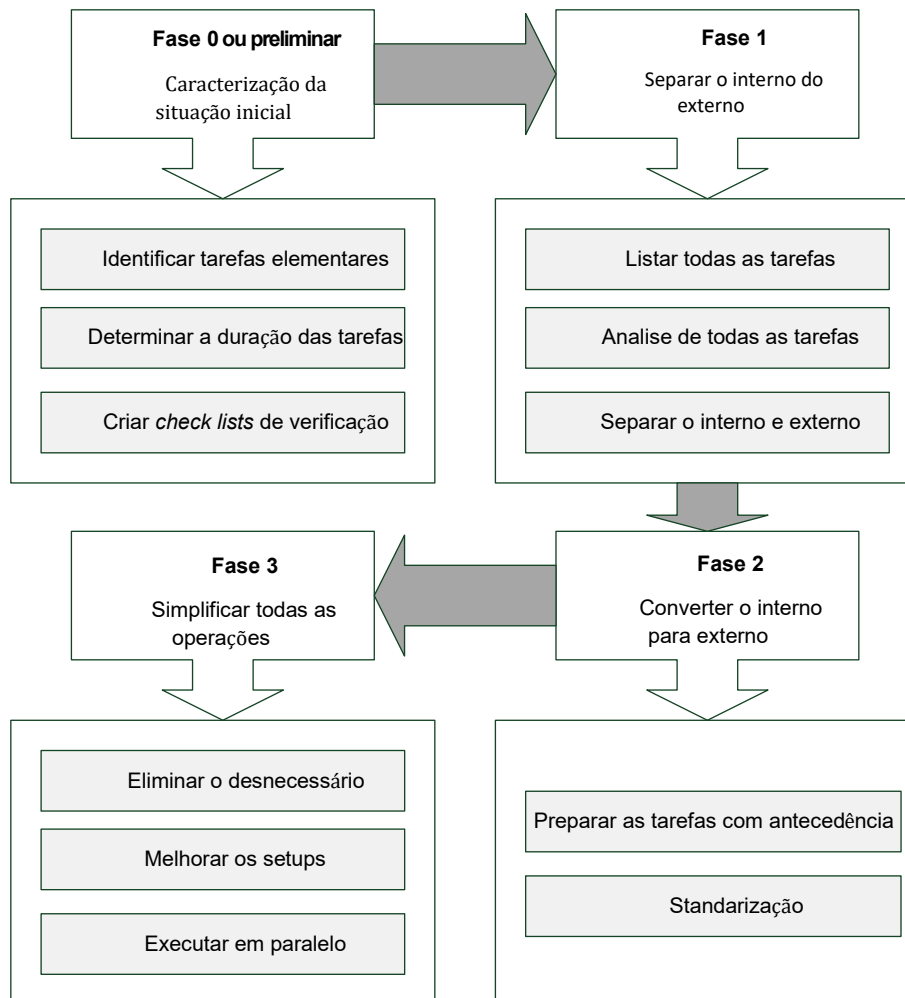 Fase 0 ou preliminar
Caracterização da
situação inicial
Fase 1
Separar o interno do
externo
Identificar tarefas elementares
Determinar a duração das tarefas
Criar check lists de verificação
Listar todas as tarefas
Analise de todas as tarefas
Separar o interno e externo
Fase 3
Simplificar todas as
operações
Fase 2
Converter o interno
para externo
Eliminar o desnecessário
Melhorar os setups
Executar em paralelo
Preparar as tarefas com antecedência
Standarização